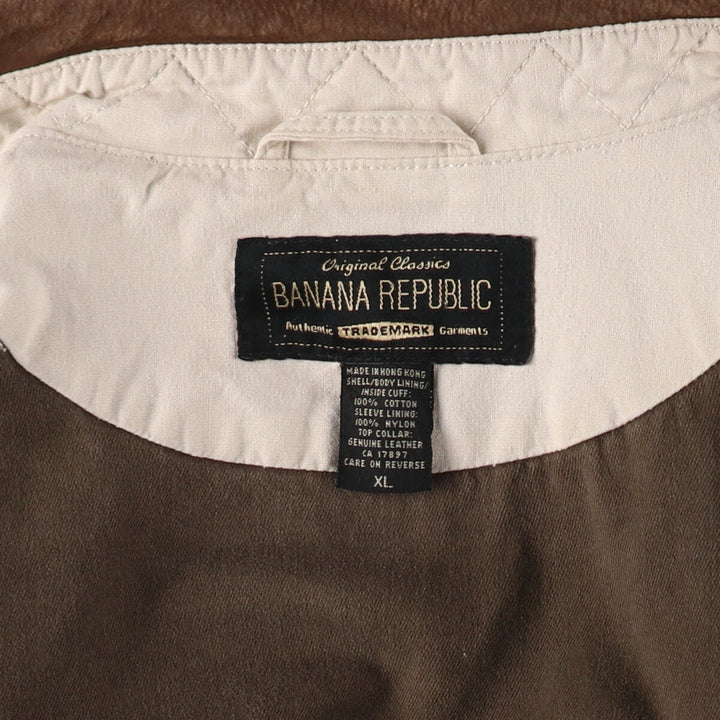 Original Classics
BANANA REPUBLIC
Authentic TRADEMARK Garments
MADE IN HONG KONG
SHELL/BODY LINING/
INSIDE CUFF:
100% COTTON
SLEEVE LINING:
100% NYLON
TOP COLLAR:
GENUINE LEATHER
CA 17897
CARE ON REVERSE
XL